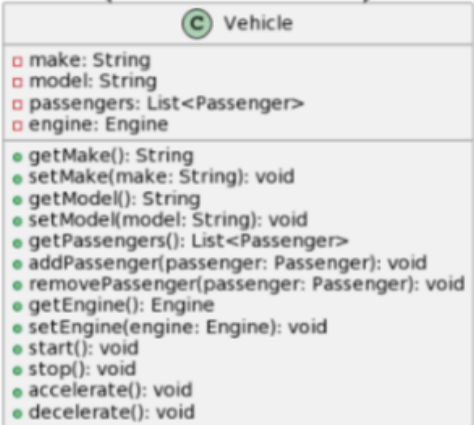 C Vehicle
make: String
model: String
passengers: List<Passenger>
engine: Engine
getMake(): String
setMake(make: String): void
getModel(): String
setModel(model: String): void
getPassengers(): List<Passenger>
addPassenger(passenger: Passenger): void
removePassenger(passenger: Passenger): void
getEngine(): Engine
setEngine(engine: Engine): void
start(): void
stop(): void
accelerate(): void
decelerate(): void